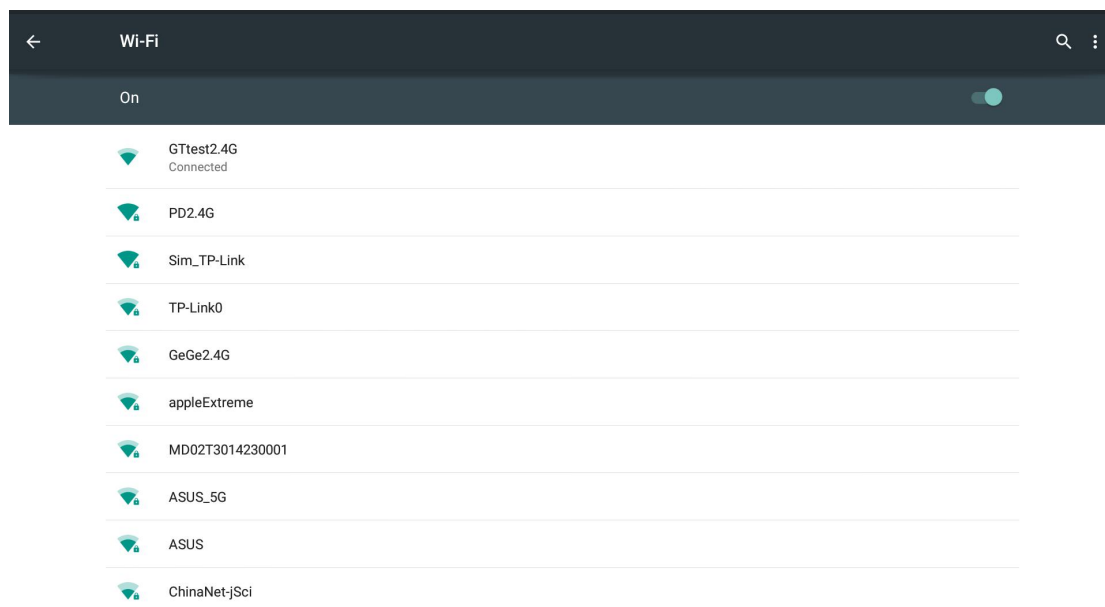 Wi-Fi
On
GTtest2.4G
Connected
PD2.4G
Sim_TP-Link
TP-Link0
GeGe2.4G
appleExtreme
MD02T3014230001
ASUS_5G
ASUS
ChinaNet-jSci